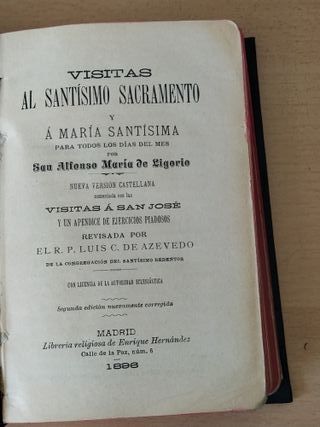 VISITAS
AL SANTÍSIMO SACRAMENTO
Y
Á MARÍA SANTÍSIMA
PARA TODOS LOS DÍAS DEL MES
POR
San Alfonso María de Ligorio
NUEVA VERSIÓN CASTELLANA
aumentada con las
VISITAS Á SAN JOSÉ
Y UN APENDICE DE EJERCICIOS PIADOSOS
REVISADA POR
EL R. P. LUIS C. DE AZEVEDO
DE LA CONGREGACIÓN DEL SANTÍSIMO REDENTOR
CON LICENCIA DE LA AUTORIDAD ECLESIÁSTICA
Segunda edición nuevamente corregida
MADRID
Librería religiosa de Enrique Hernández
Calle de la Paz, núm. 6
1896